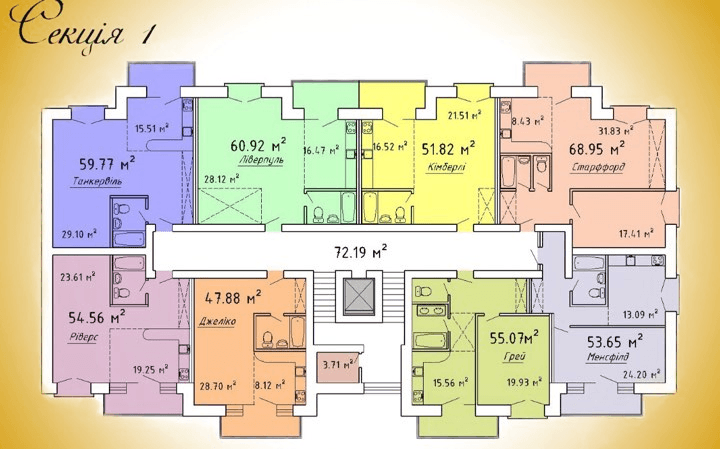 Секція 1
15.51 м²
59.77 м²
Танкервіль
29.10 м²
60.92 м²
Ліверпуль
16.47 м²
28.12 м²
21.51 м²
16.52 м²
51.82 м²
Кімберлі
8.43 м²
31.83 м²
68.95 м²
Старффорд
17.41 м²
72.19 м²
23.61 м²
54.56 м²
Ріверс
19.25 м²
47.88 м²
Джеліко
28.70 м²
8.12 м²
3.71 м²
55.07м²
Грей
15.56 м²
19.93 м²
13.09 м²
53.65 м²
Менсфілд
24.20 м²